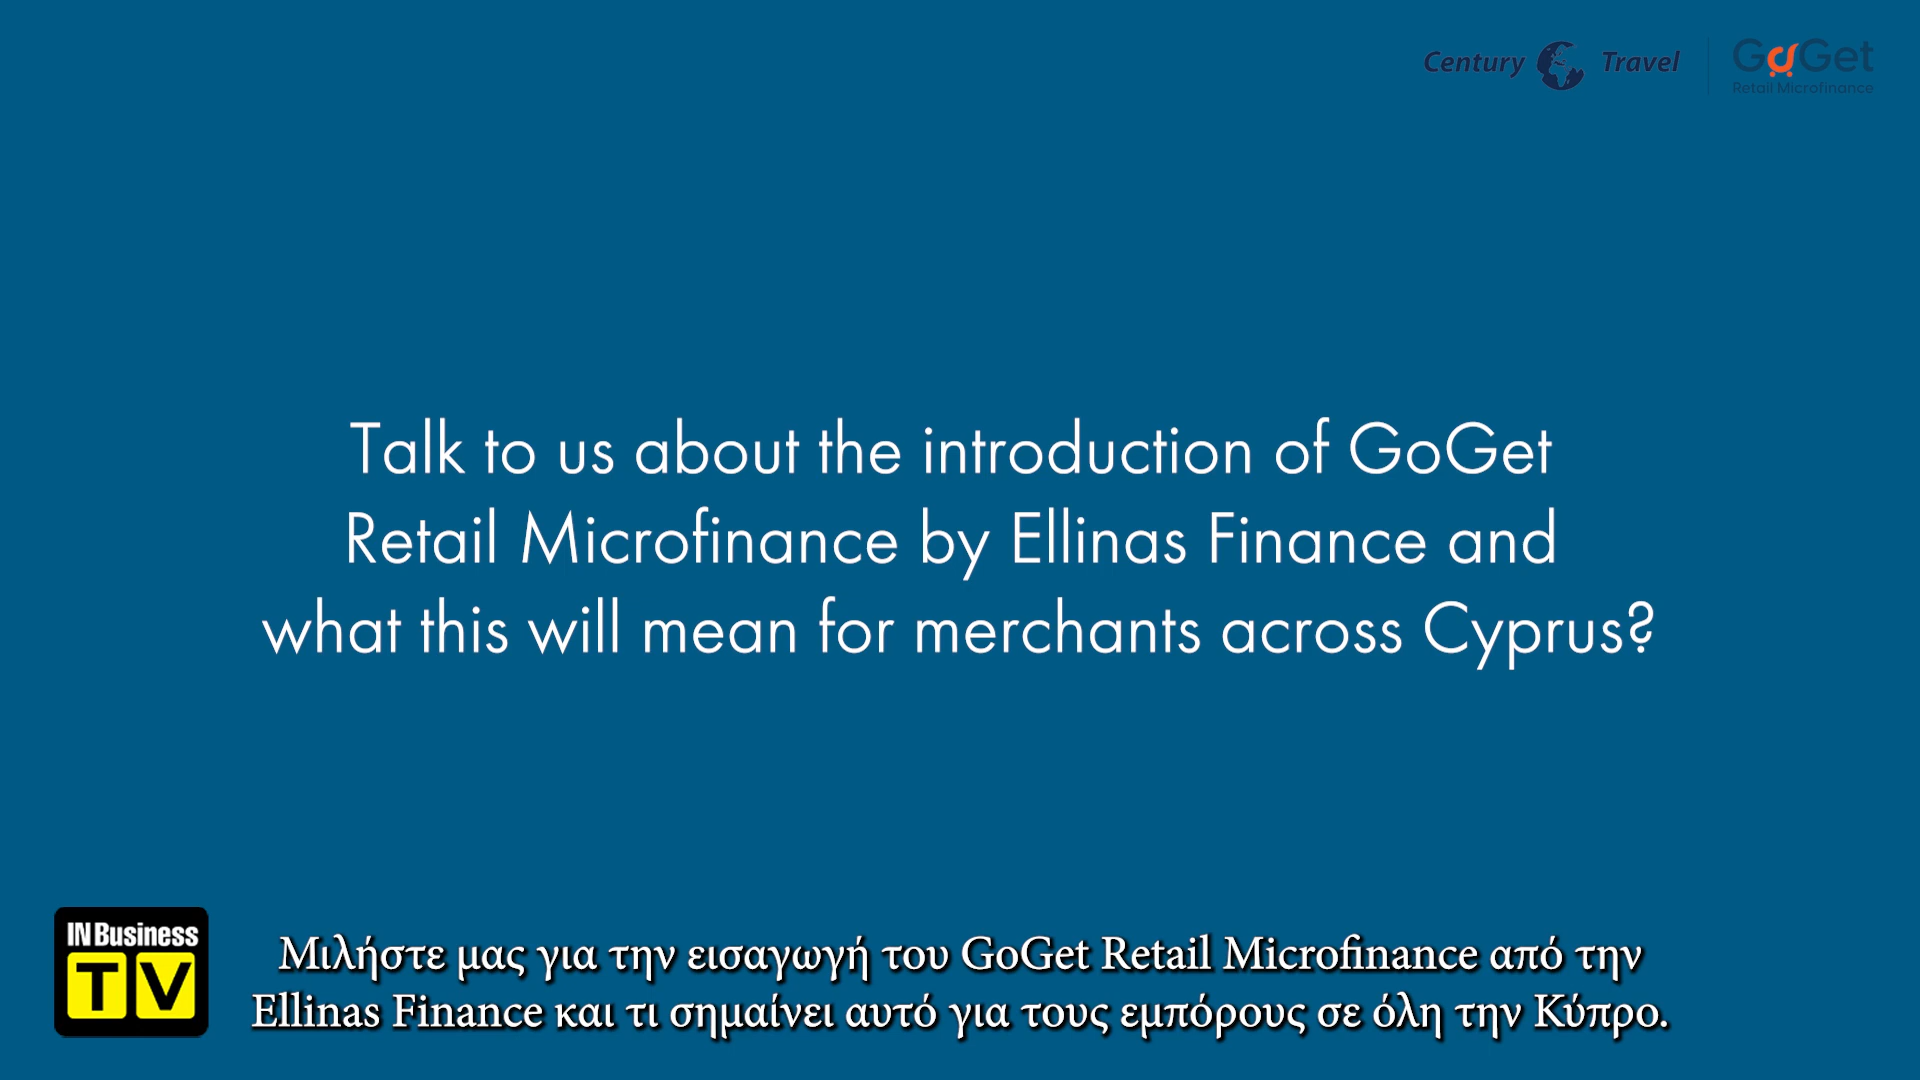 Century Travel
GoGet
Retail Microfinance
Talk to us about the introduction of GoGet
Retail Microfinance by Ellinas Finance and
what this will mean for merchants across Cyprus?
IN Business
TV
Μιλήστε μας για την εισαγωγή του GoGet Retail Microfinance από την
Ellinas Finance και τι σημαίνει αυτό για τους εμπόρους σε όλη την Κύπρο.